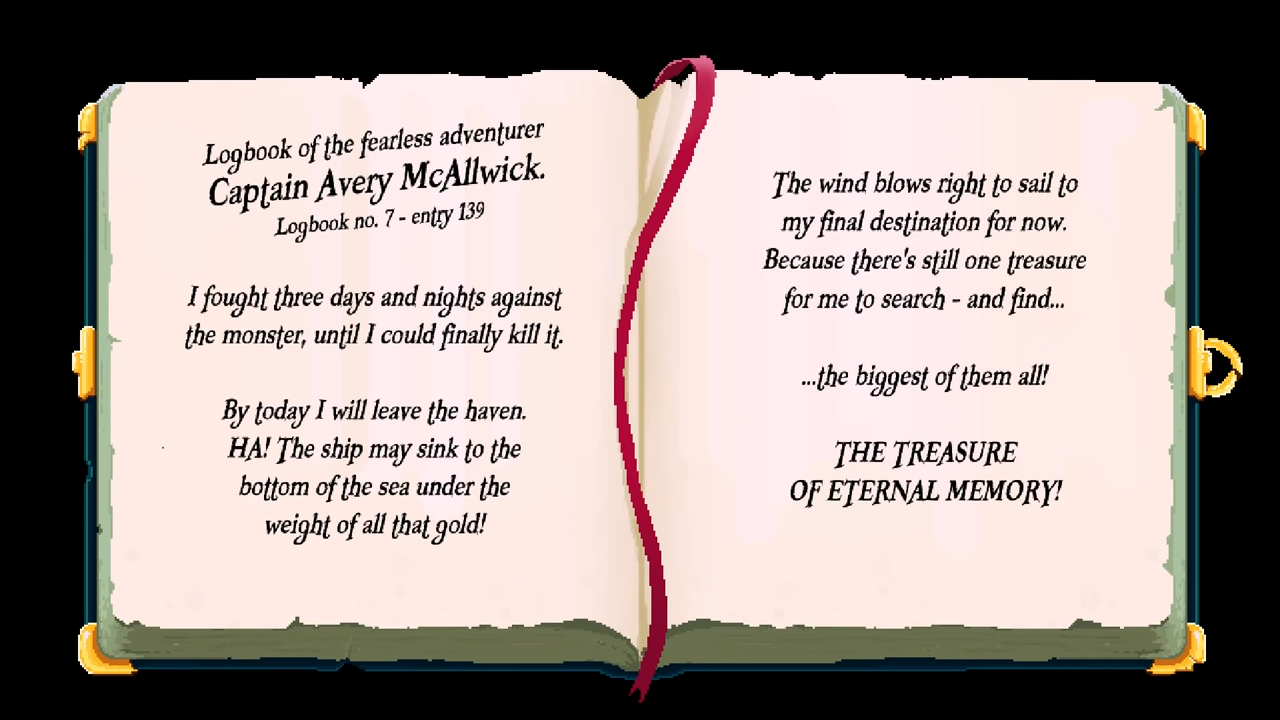 Logbook of the fearless adventurer
Captain Avery McAllwick.
Logbook no. 7 - entry 139
I fought three days and nights against
the monster, until I could finally kill it.
By today I will leave the haven.
HA! The ship may sink to the
bottom of the sea under the
weight of all that gold!
The wind blows right to sail to
my final destination for now.
Because there's still one treasure
for me to search - and find...
...the biggest of them all!
THE TREASURE
OF ETERNAL MEMORY!